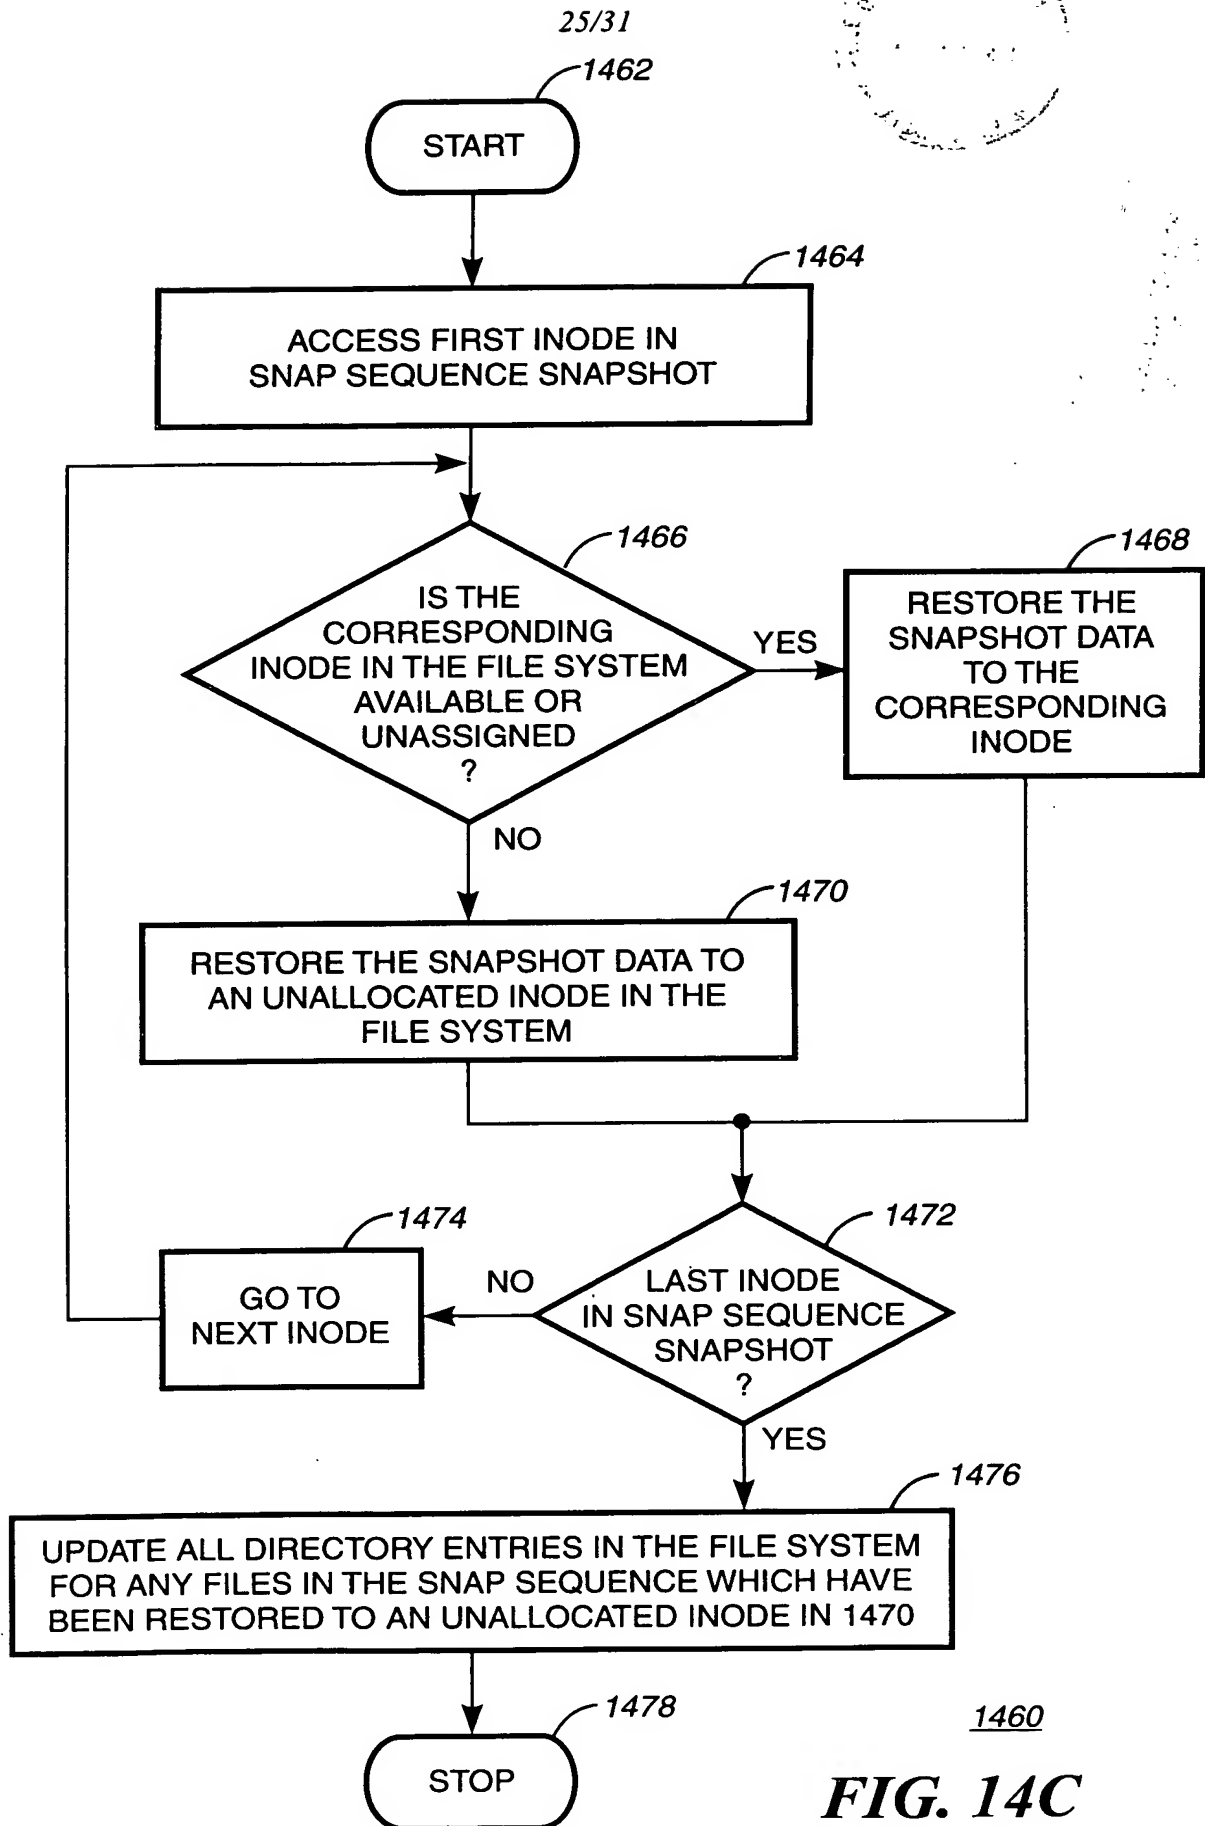 25/31
1462
START
1464
ACCESS FIRST INODE IN
SNAP SEQUENCE SNAPSHOT
1466
IS THE
CORRESPONDING
INODE IN THE FILE SYSTEM
AVAILABLE OR
UNASSIGNED
?
YES
1468
RESTORE THE
SNAPSHOT DATA
TO THE
CORRESPONDING
INODE
NO
1470
RESTORE THE SNAPSHOT DATA TO
AN UNALLOCATED INODE IN THE
FILE SYSTEM
1472
LAST INODE
IN SNAP SEQUENCE
SNAPSHOT
?
NO
1474
GO TO
NEXT INODE
YES
1476
UPDATE ALL DIRECTORY ENTRIES IN THE FILE SYSTEM
FOR ANY FILES IN THE SNAP SEQUENCE WHICH HAVE
BEEN RESTORED TO AN UNALLOCATED INODE IN 1470
1478
STOP
1460
FIG. 14C